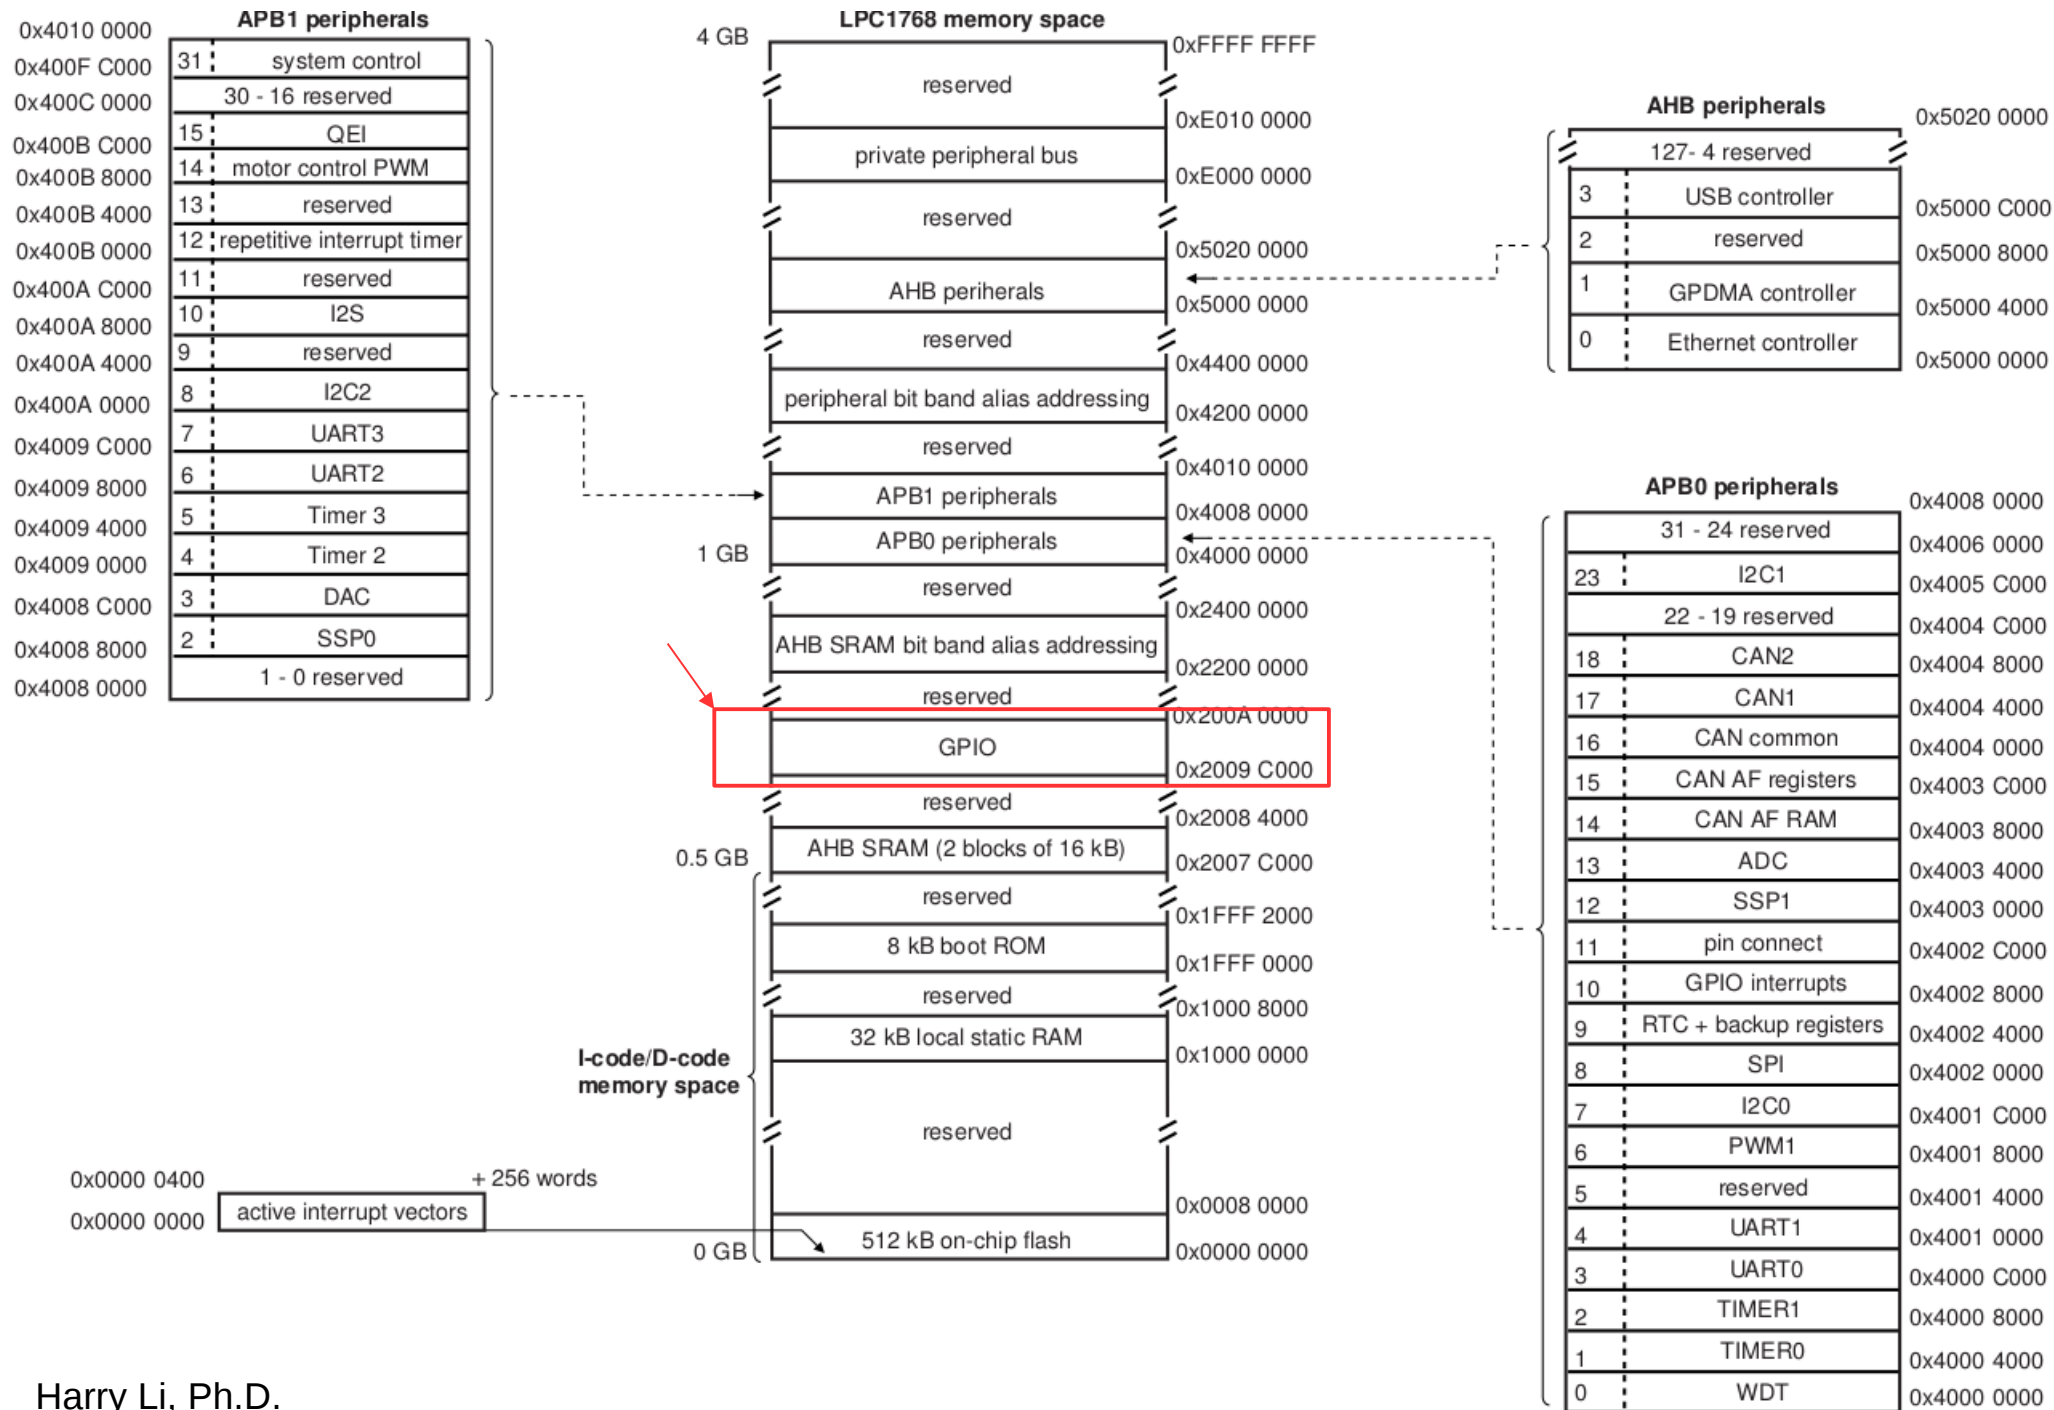 APB1 peripherals
0x4010 0000
31 system control
0x400F C000
30 - 16 reserved
0x400C 0000
15 QEI
0x400B C000
14 motor control PWM
0x400B 8000
13 reserved
0x400B 4000
12 repetitive interrupt timer
0x400B 0000
11 reserved
0x400A C000
10 I2S
0x400A 8000
9 reserved
0x400A 4000
8 I2C2
0x400A 0000
7 UART3
0x4009 C000
6 UART2
0x4009 8000
5 Timer 3
0x4009 4000
4 Timer 2
0x4009 0000
3 DAC
0x4008 C000
2 SSP0
0x4008 8000
1 - 0 reserved
0x4008 0000
LPC1768 memory space
4 GB
0xFFFF FFFF
reserved
0xE010 0000
private peripheral bus
0xE000 0000
reserved
0x5020 0000
AHB periherals
0x5000 0000
reserved
0x4400 0000
peripheral bit band alias addressing
0x4200 0000
reserved
0x4010 0000
APB1 peripherals
0x4008 0000
APB0 peripherals
1 GB
0x4000 0000
reserved
0x2400 0000
AHB SRAM bit band alias addressing
0x2200 0000
reserved
0x200A 0000
GPIO
0x2009 C000
reserved
0x2008 4000
AHB SRAM (2 blocks of 16 kB)
0.5 GB
0x2007 C000
reserved
0x1FFF 2000
8 kB boot ROM
0x1FFF 0000
reserved
0x1000 8000
32 kB local static RAM
0x1000 0000
I-code/D-code
memory space
reserved
0x0008 0000
512 kB on-chip flash
0 GB
0x0000 0000
0x0000 0400
+ 256 words
active interrupt vectors
0x0000 0000
AHB peripherals
0x5020 0000
127- 4 reserved
3 USB controller
0x5000 C000
2 reserved
0x5000 8000
1 GPDMA controller
0x5000 4000
0 Ethernet controller
0x5000 0000
APB0 peripherals
0x4008 0000
31 - 24 reserved
0x4006 0000
23 I2C1
0x4005 C000
22 - 19 reserved
0x4004 C000
18 CAN2
0x4004 8000
17 CAN1
0x4004 4000
16 CAN common
0x4004 0000
15 CAN AF registers
0x4003 C000
14 CAN AF RAM
0x4003 8000
13 ADC
0x4003 4000
12 SSP1
0x4003 0000
11 pin connect
0x4002 C000
10 GPIO interrupts
0x4002 8000
9 RTC + backup registers
0x4002 4000
8 SPI
0x4002 0000
7 I2C0
0x4001 C000
6 PWM1
0x4001 8000
5 reserved
0x4001 4000
4 UART1
0x4001 0000
3 UART0
0x4000 C000
2 TIMER1
0x4000 8000
1 TIMER0
0x4000 4000
0 WDT
0x4000 0000
Harry Li, Ph.D.